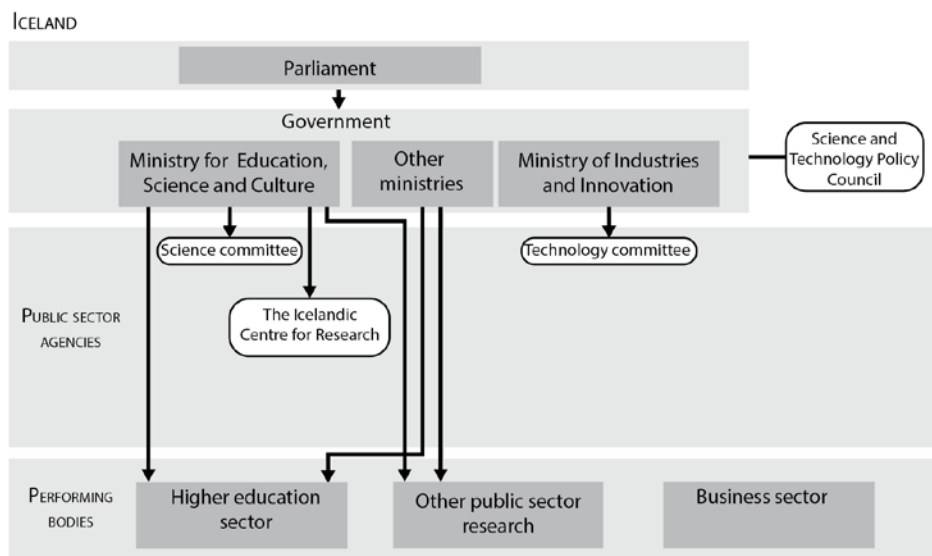 ICELAND
Parliament
Government
Ministry for Education,
Science and Culture
Other
ministries
Ministry of Industries
and Innovation
Science and
Technology Policy
Council
Science committee
Technology committee
The Icelandic
Centre for Research
PUBLIC SECTOR
AGENCIES
PERFORMING
BODIES
Higher education
sector
Other public sector
research
Business sector